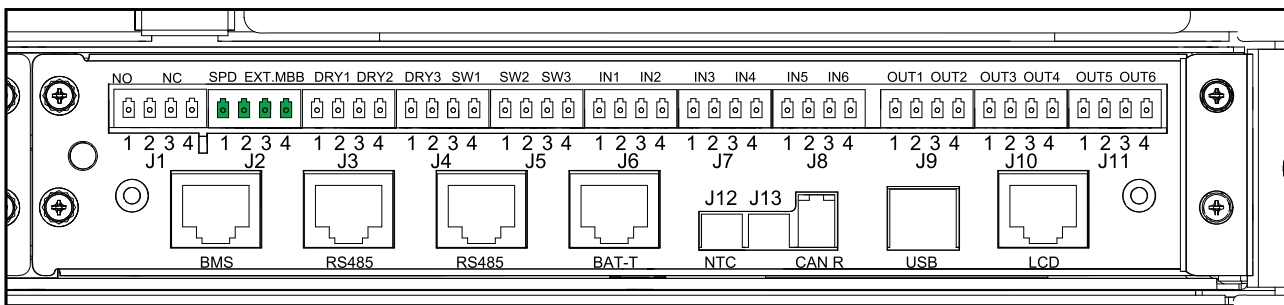 NO NC SPD EXT.MBB DRY1 DRY2 DRY3 SW1 SW2 SW3 IN1 IN2 IN3 IN4 IN5 IN6 OUT1 OUT2 OUT3 OUT4 OUT5 OUT6
1 2 3 4 1 2 3 4 1 2 3 4 1 2 3 4 1 2 3 4 1 2 3 4 1 2 3 4 1 2 3 4 1 2 3 4 1 2 3 4 1 2 3 4
J1 J2 J3 J4 J5 J6 J7 J8 J9 J10 J11
J12 J13
BMS RS485 RS485 BAT-T NTC CAN R USB LCD